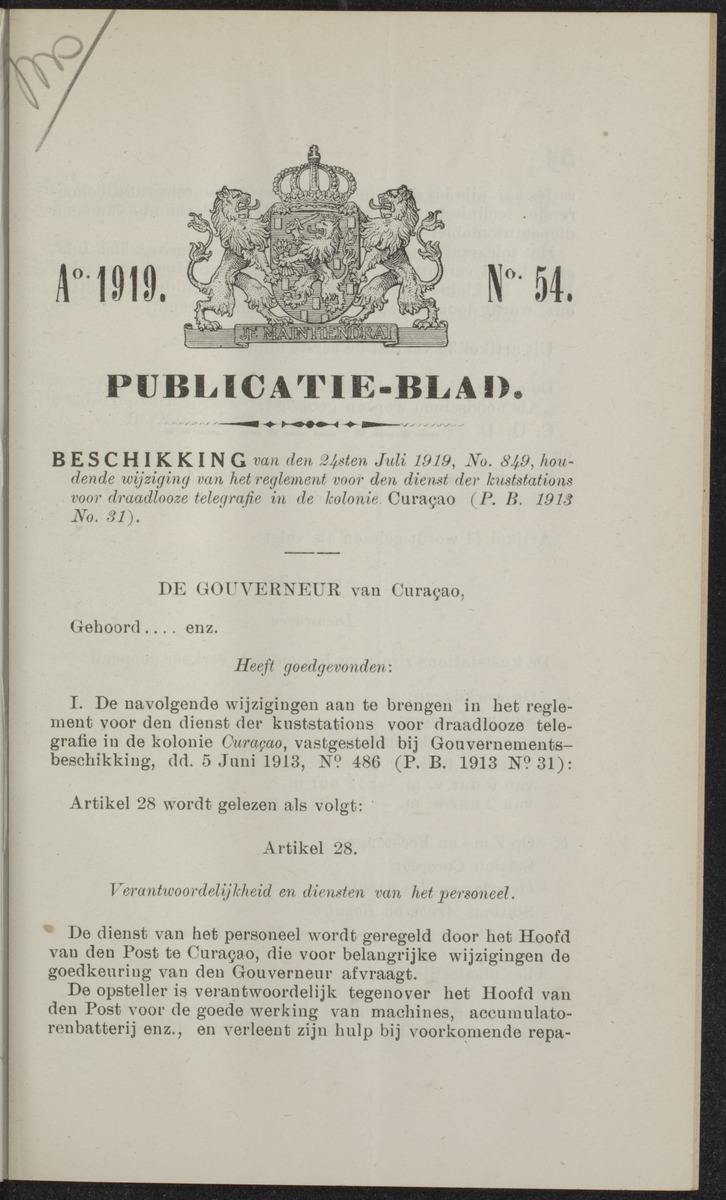 Ao. 1919.
No. 54.
JE MAINTIENDRAI
PUBLICATIE-BLAD.
BESCHIKKING van den 24sten Juli 1919, No. 849, hou-
dende wijziging van het reglement voor den dienst der kuststations
voor draadlooze telegrafie in de kolonie Curaçao (P. B. 1913
No. 31).
DE GOUVERNEUR van Curaçao,
Gehoord.... enz.
Heeft goedgevonden:
I. De navolgende wijzigingen aan te brengen in het regle-
ment voor den dienst der kuststations voor draadlooze tele-
grafie in de kolonie Curaçao, vastgesteld bij Gouvernements-
beschikking, dd. 5 Juni 1913, No 486 (P. B. 1913 No 31):
Artikel 28 wordt gelezen als volgt:
Artikel 28.
Verantwoordelijkheid en diensten van het personeel.
De dienst van het personeel wordt geregeld door het Hoofd
van den Post te Curaçao, die voor belangrijke wijzigingen de
goedkeuring van den Gouverneur afvraagt.
De opsteller is verantwoordelijk tegenover het Hoofd van
den Post voor de goede werking van machines, accumulato-
renbatterij enz., en verleent zijn hulp bij voorkomende repa-